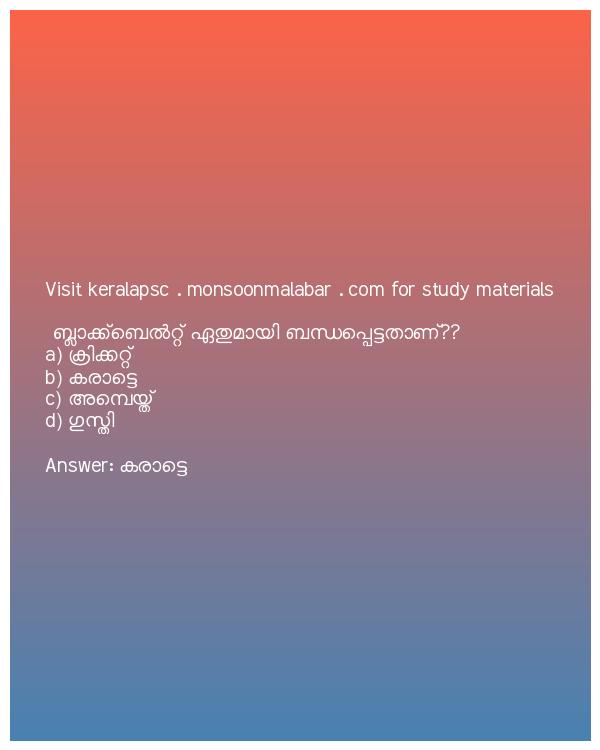 Visit keralapsc . monsoonmalabar . com for study materials
ബ്ലാക്ക്ബെൽറ്റ് ഏതുമായി ബന്ധപ്പെട്ടതാണ്??
a) ക്രിക്കറ്റ്
b) കരാട്ടെ
c) അമ്പെയ്ത്
d) ഗുസ്തി
Answer: കരാട്ടെ